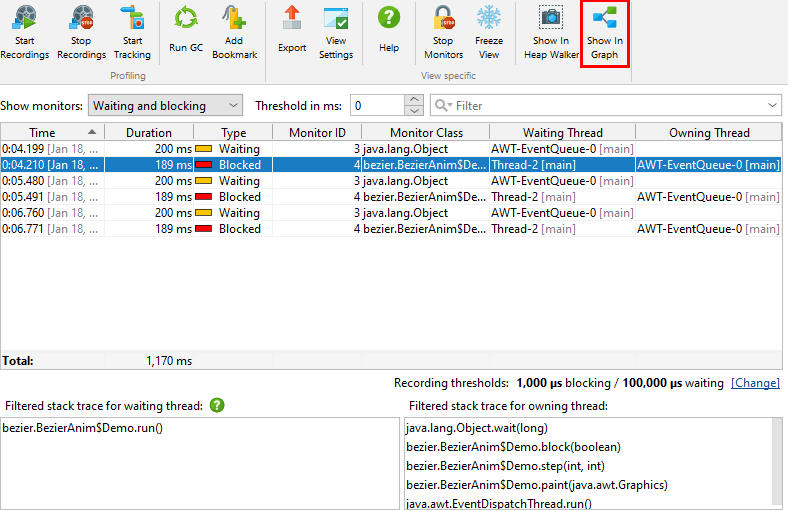 Start Recordings
Stop Recordings
Start Tracking
Run GC
Add Bookmark
Export
View Settings
Help
Stop Monitors
Freeze View
Show In Heap Walker
Show In Graph
Profiling
View specific
Show monitors: Waiting and blocking Threshold in ms: 0 Filter
Time Duration Type Monitor ID Monitor Class Waiting Thread Owning Thread
0:04.199 [Jan 18, ... 200 ms Waiting 3 java.lang.Object AWT-EventQueue-0 [main]
0:04.210 [Jan 18, ... 189 ms Blocked 4 bezier.BezierAnim$De... Thread-2 [main] AWT-EventQueue-0 [main]
0:05.480 [Jan 18, ... 200 ms Waiting 3 java.lang.Object AWT-EventQueue-0 [main]
0:05.491 [Jan 18, ... 189 ms Blocked 4 bezier.BezierAnim$De... Thread-2 [main] AWT-EventQueue-0 [main]
0:06.760 [Jan 18, ... 200 ms Waiting 3 java.lang.Object AWT-EventQueue-0 [main]
0:06.771 [Jan 18, ... 189 ms Blocked 4 bezier.BezierAnim$De... Thread-2 [main] AWT-EventQueue-0 [main]
Total: 1,170 ms
Recording thresholds: 1,000 µs blocking / 100,000 µs waiting [Change]
Filtered stack trace for waiting thread:
bezier.BezierAnim$Demo.run()
Filtered stack trace for owning thread:
java.lang.Object.wait(long)
bezier.BezierAnim$Demo.block(boolean)
bezier.BezierAnim$Demo.step(int, int)
bezier.BezierAnim$Demo.paint(java.awt.Graphics)
java.awt.EventDispatchThread.run()